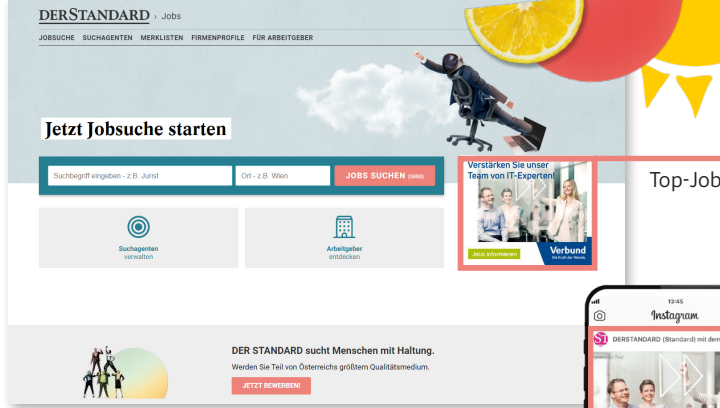 DERSTANDARD › Jobs
JOBSUCHE SUCHAGENTEN MERKLISTEN FIRMENPROFILE FÜR ARBEITGEBER
Jetzt Jobsuche starten
Suchbegriff eingeben - z.B. Jurist
Ort - z.B. Wien
JOBS SUCHEN
Verstärken Sie unser
Team von IT-Experten!
Top-Job
Suchagenten
verwalten
Arbeitgeber
entdecken
Jetzt informieren
Verbund
Die Kraft der Wende.
13:45
Instagram
DERSTANDARD (Standard) mit dem
DER STANDARD sucht Menschen mit Haltung.
Werden Sie Teil von Österreichs größtem Qualitätsmedium.
JETZT BEWERBEN!